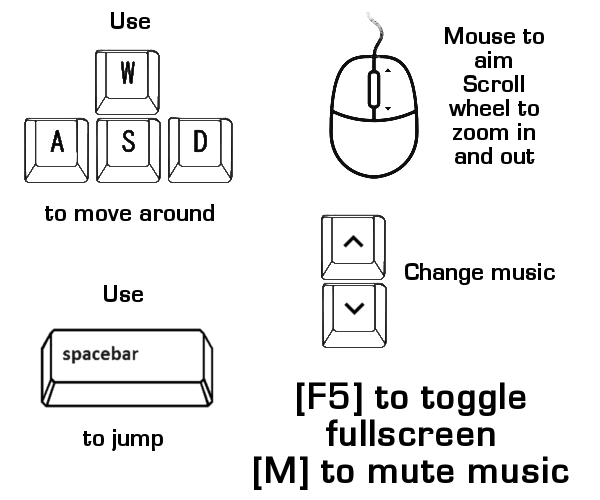 Use
W
A S D
to move around
Mouse to
aim
Scroll
wheel to
zoom in
and out
Change music
Use
spacebar
to jump
[F5] to toggle
fullscreen
[M] to mute music